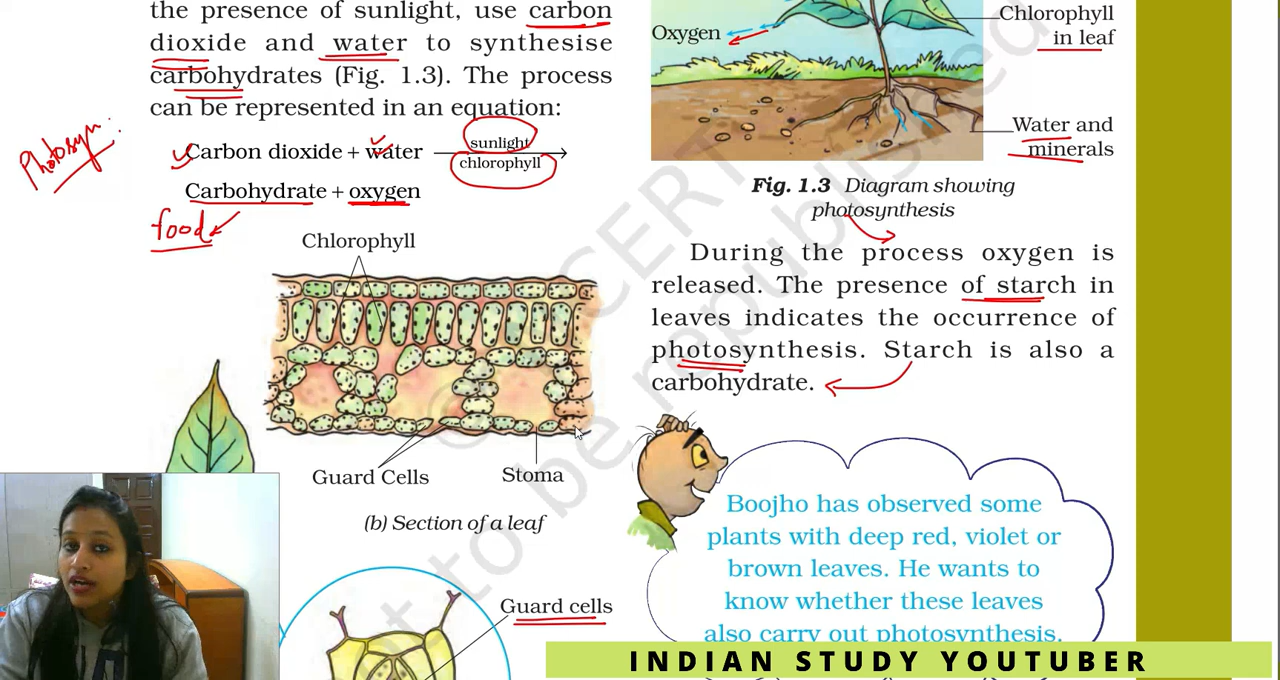 the presence of sunlight, use carbon
dioxide and water to synthesise
carbohydrates (Fig. 1.3). The process
can be represented in an equation:
Photosyn..
Carbon dioxide + water sunlight
chlorophyll
Carbohydrate + oxygen
food
Chlorophyll
Guard Cells
Stoma
(b) Section of a leaf
Guard cells
Oxygen
Chlorophyll
in leaf
Water and
minerals
Fig. 1.3 Diagram showing
photosynthesis
During the process oxygen is
released. The presence of starch in
leaves indicates the occurrence of
photosynthesis. Starch is also a
carbohydrate.
Boojho has observed some
plants with deep red, violet or
brown leaves. He wants to
know whether these leaves
also carry out photosynthesis.
INDIAN STUDY YOUTUBER
© NCERT
not to be republished